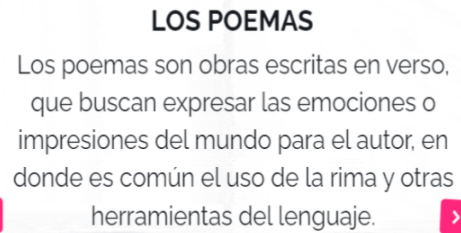 LOS POEMAS
Los poemas son obras escritas en verso,
que buscan expresar las emociones o
impresiones del mundo para el autor, en
donde es común el uso de la rima y otras
herramientas del lenguaje.